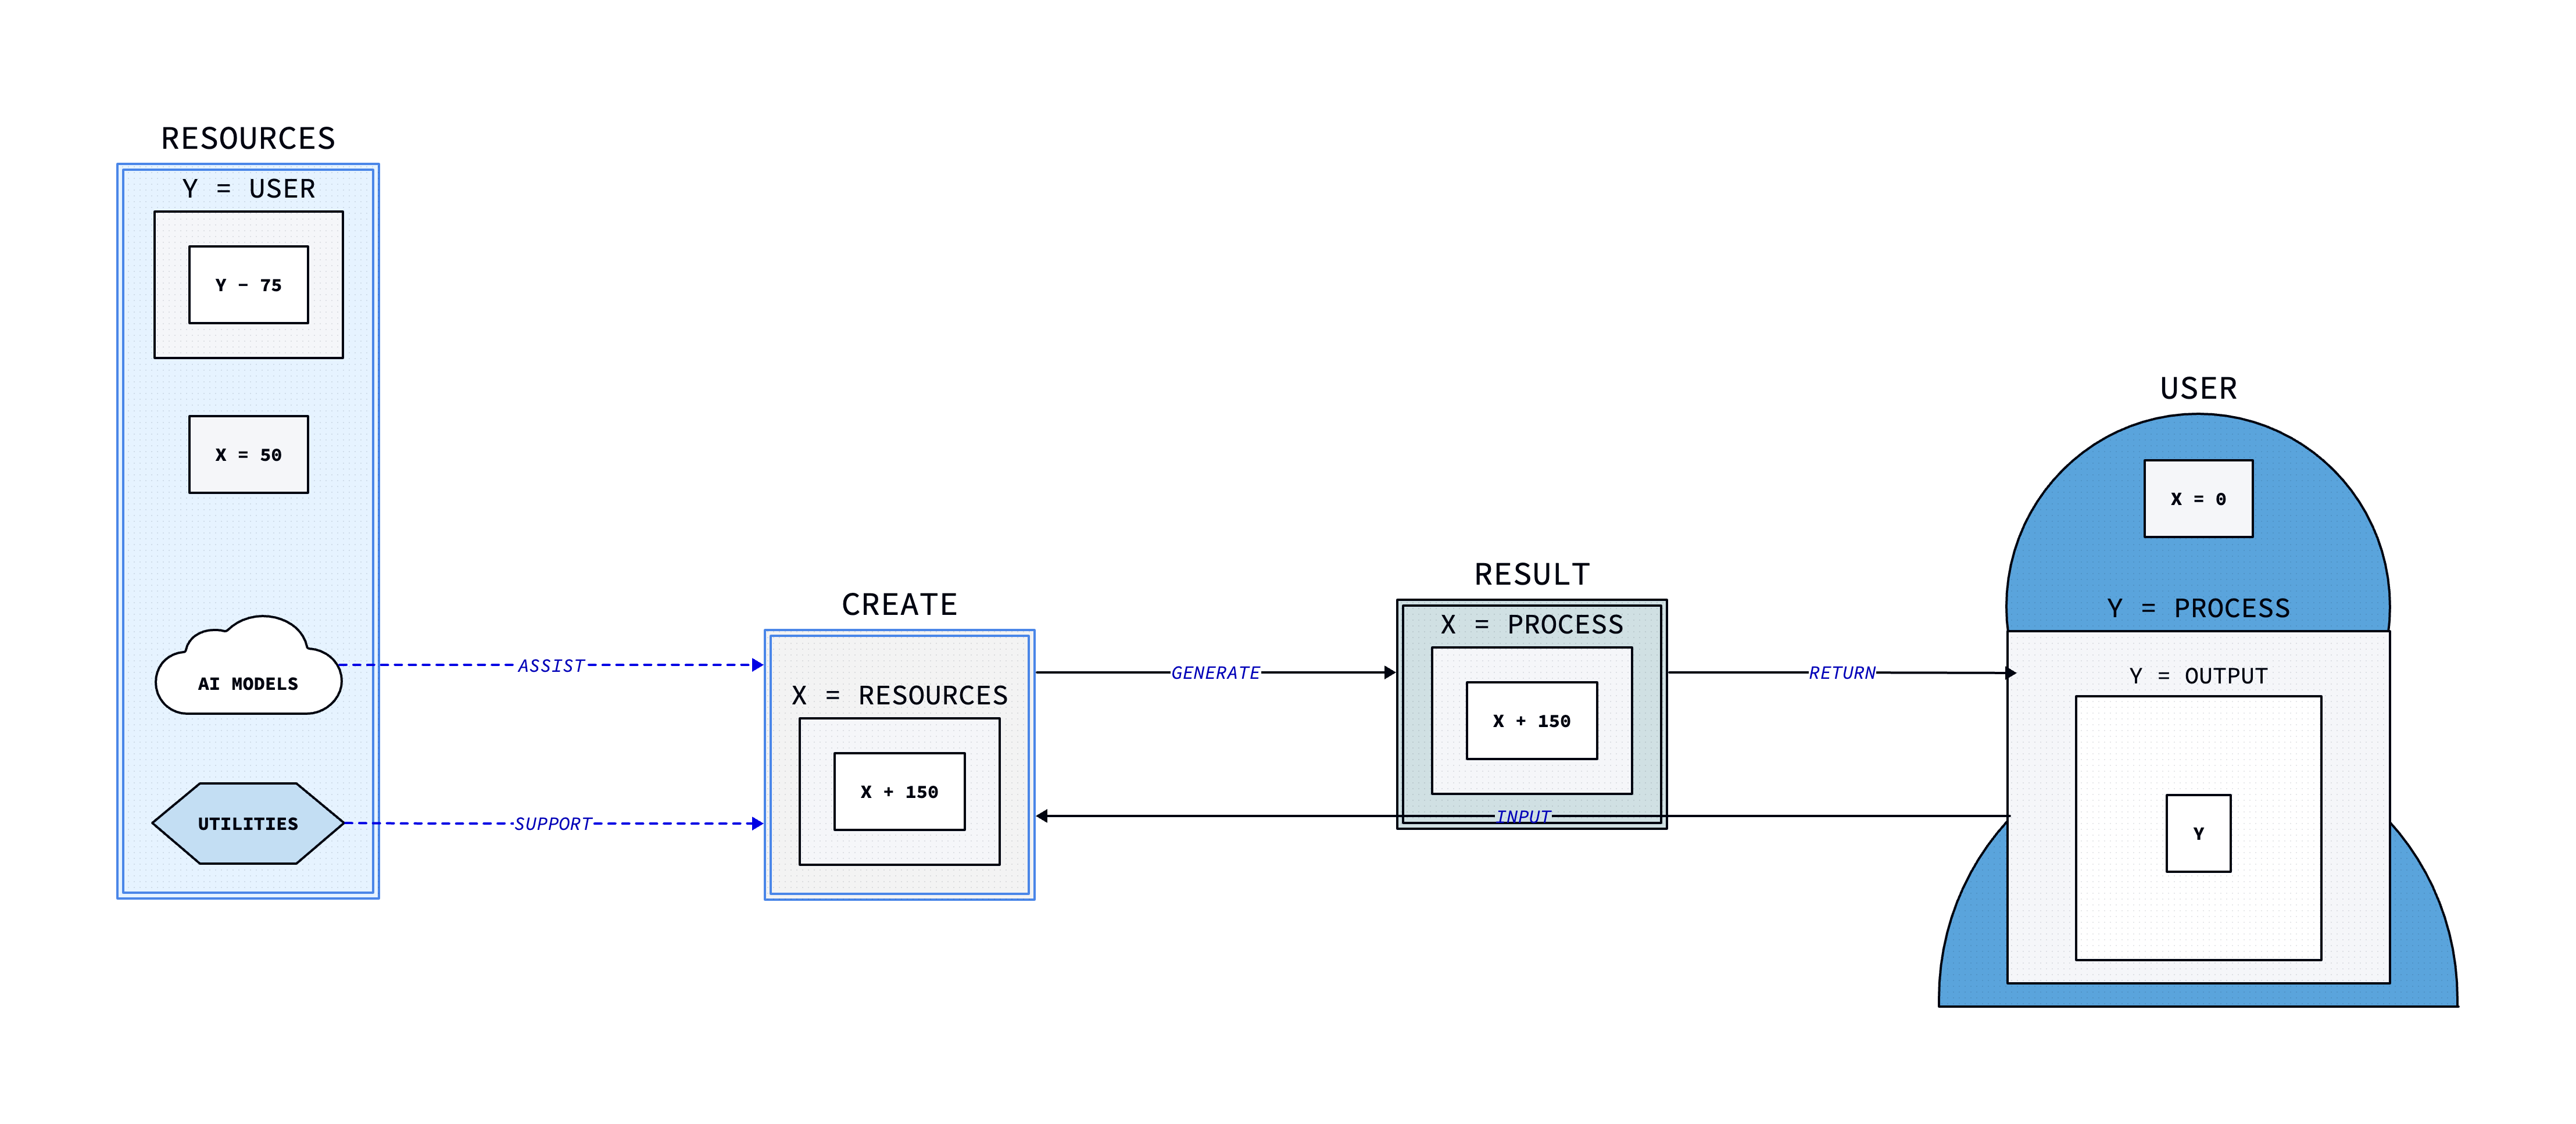 RESOURCES
Y = USER
Y − 75
X = 50
AI MODELS
UTILITIES
ASSIST
SUPPORT
CREATE
X = RESOURCES
X + 150
GENERATE
RESULT
X = PROCESS
X + 150
INPUT
RETURN
USER
X = 0
Y = PROCESS
Y = OUTPUT
Y